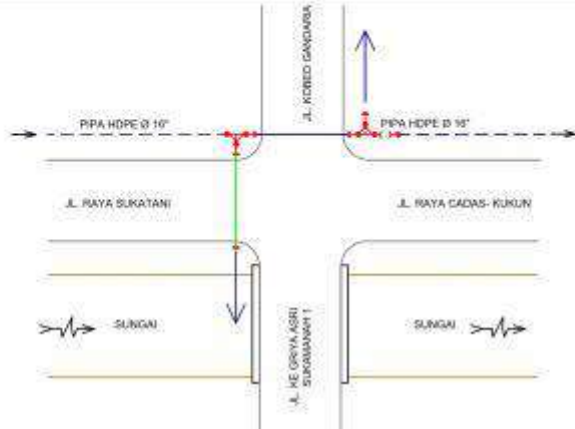 JL. KOBED GANDARIA
PIPA HDPE Ø 16"
PIPA HDPE Ø 16"
JL. RAYA SUKATANI
JL. RAYA CADAS- KUKUN
SUNGAI
SUNGAI
JL. KE GRIYA ASRI
SUKAMANAH 1